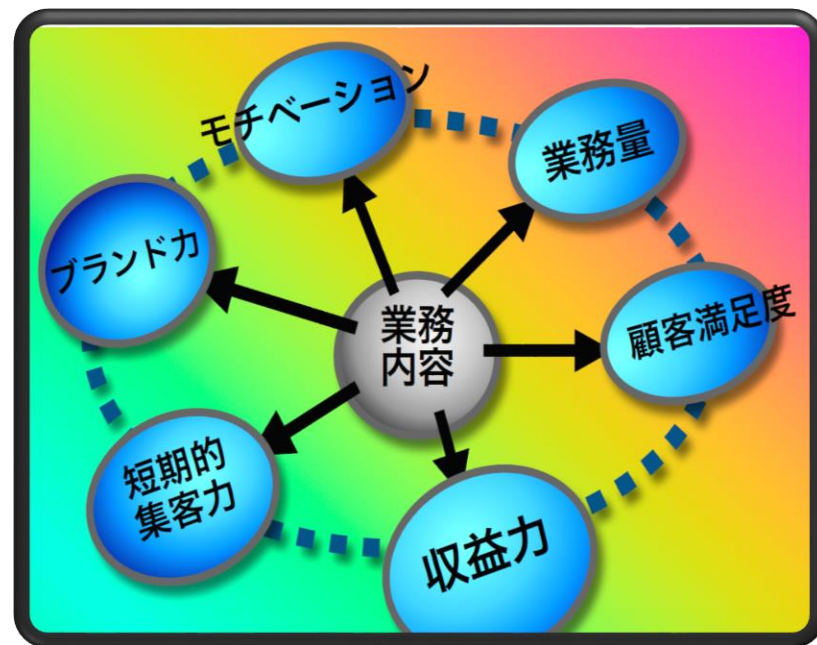 モチベーション
業務量
ブランド力
業務
内容
顧客満足度
短期的
集客力
収益力